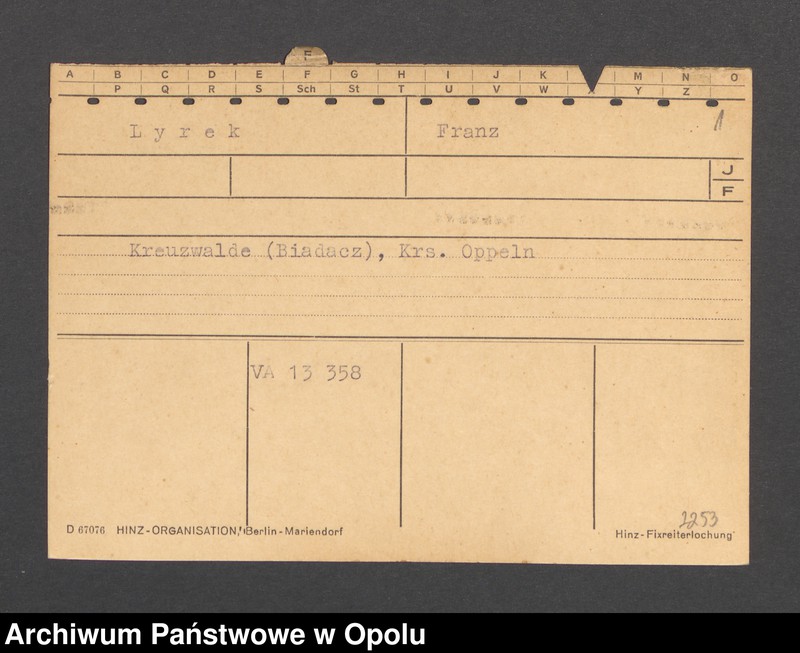 F
A B C D E F G H I J K M N O
P Q R S Sch St T U V W X Y Z
Lyrek Franz 1
J
F
Kreuzwalde (Biadacz), Krs. Oppeln
VA 13 358
2253
D 67076 HINZ-ORGANISATION, Berlin-Mariendorf Hinz-Fixreiterlochung
Archiwum Państwowe w Opolu